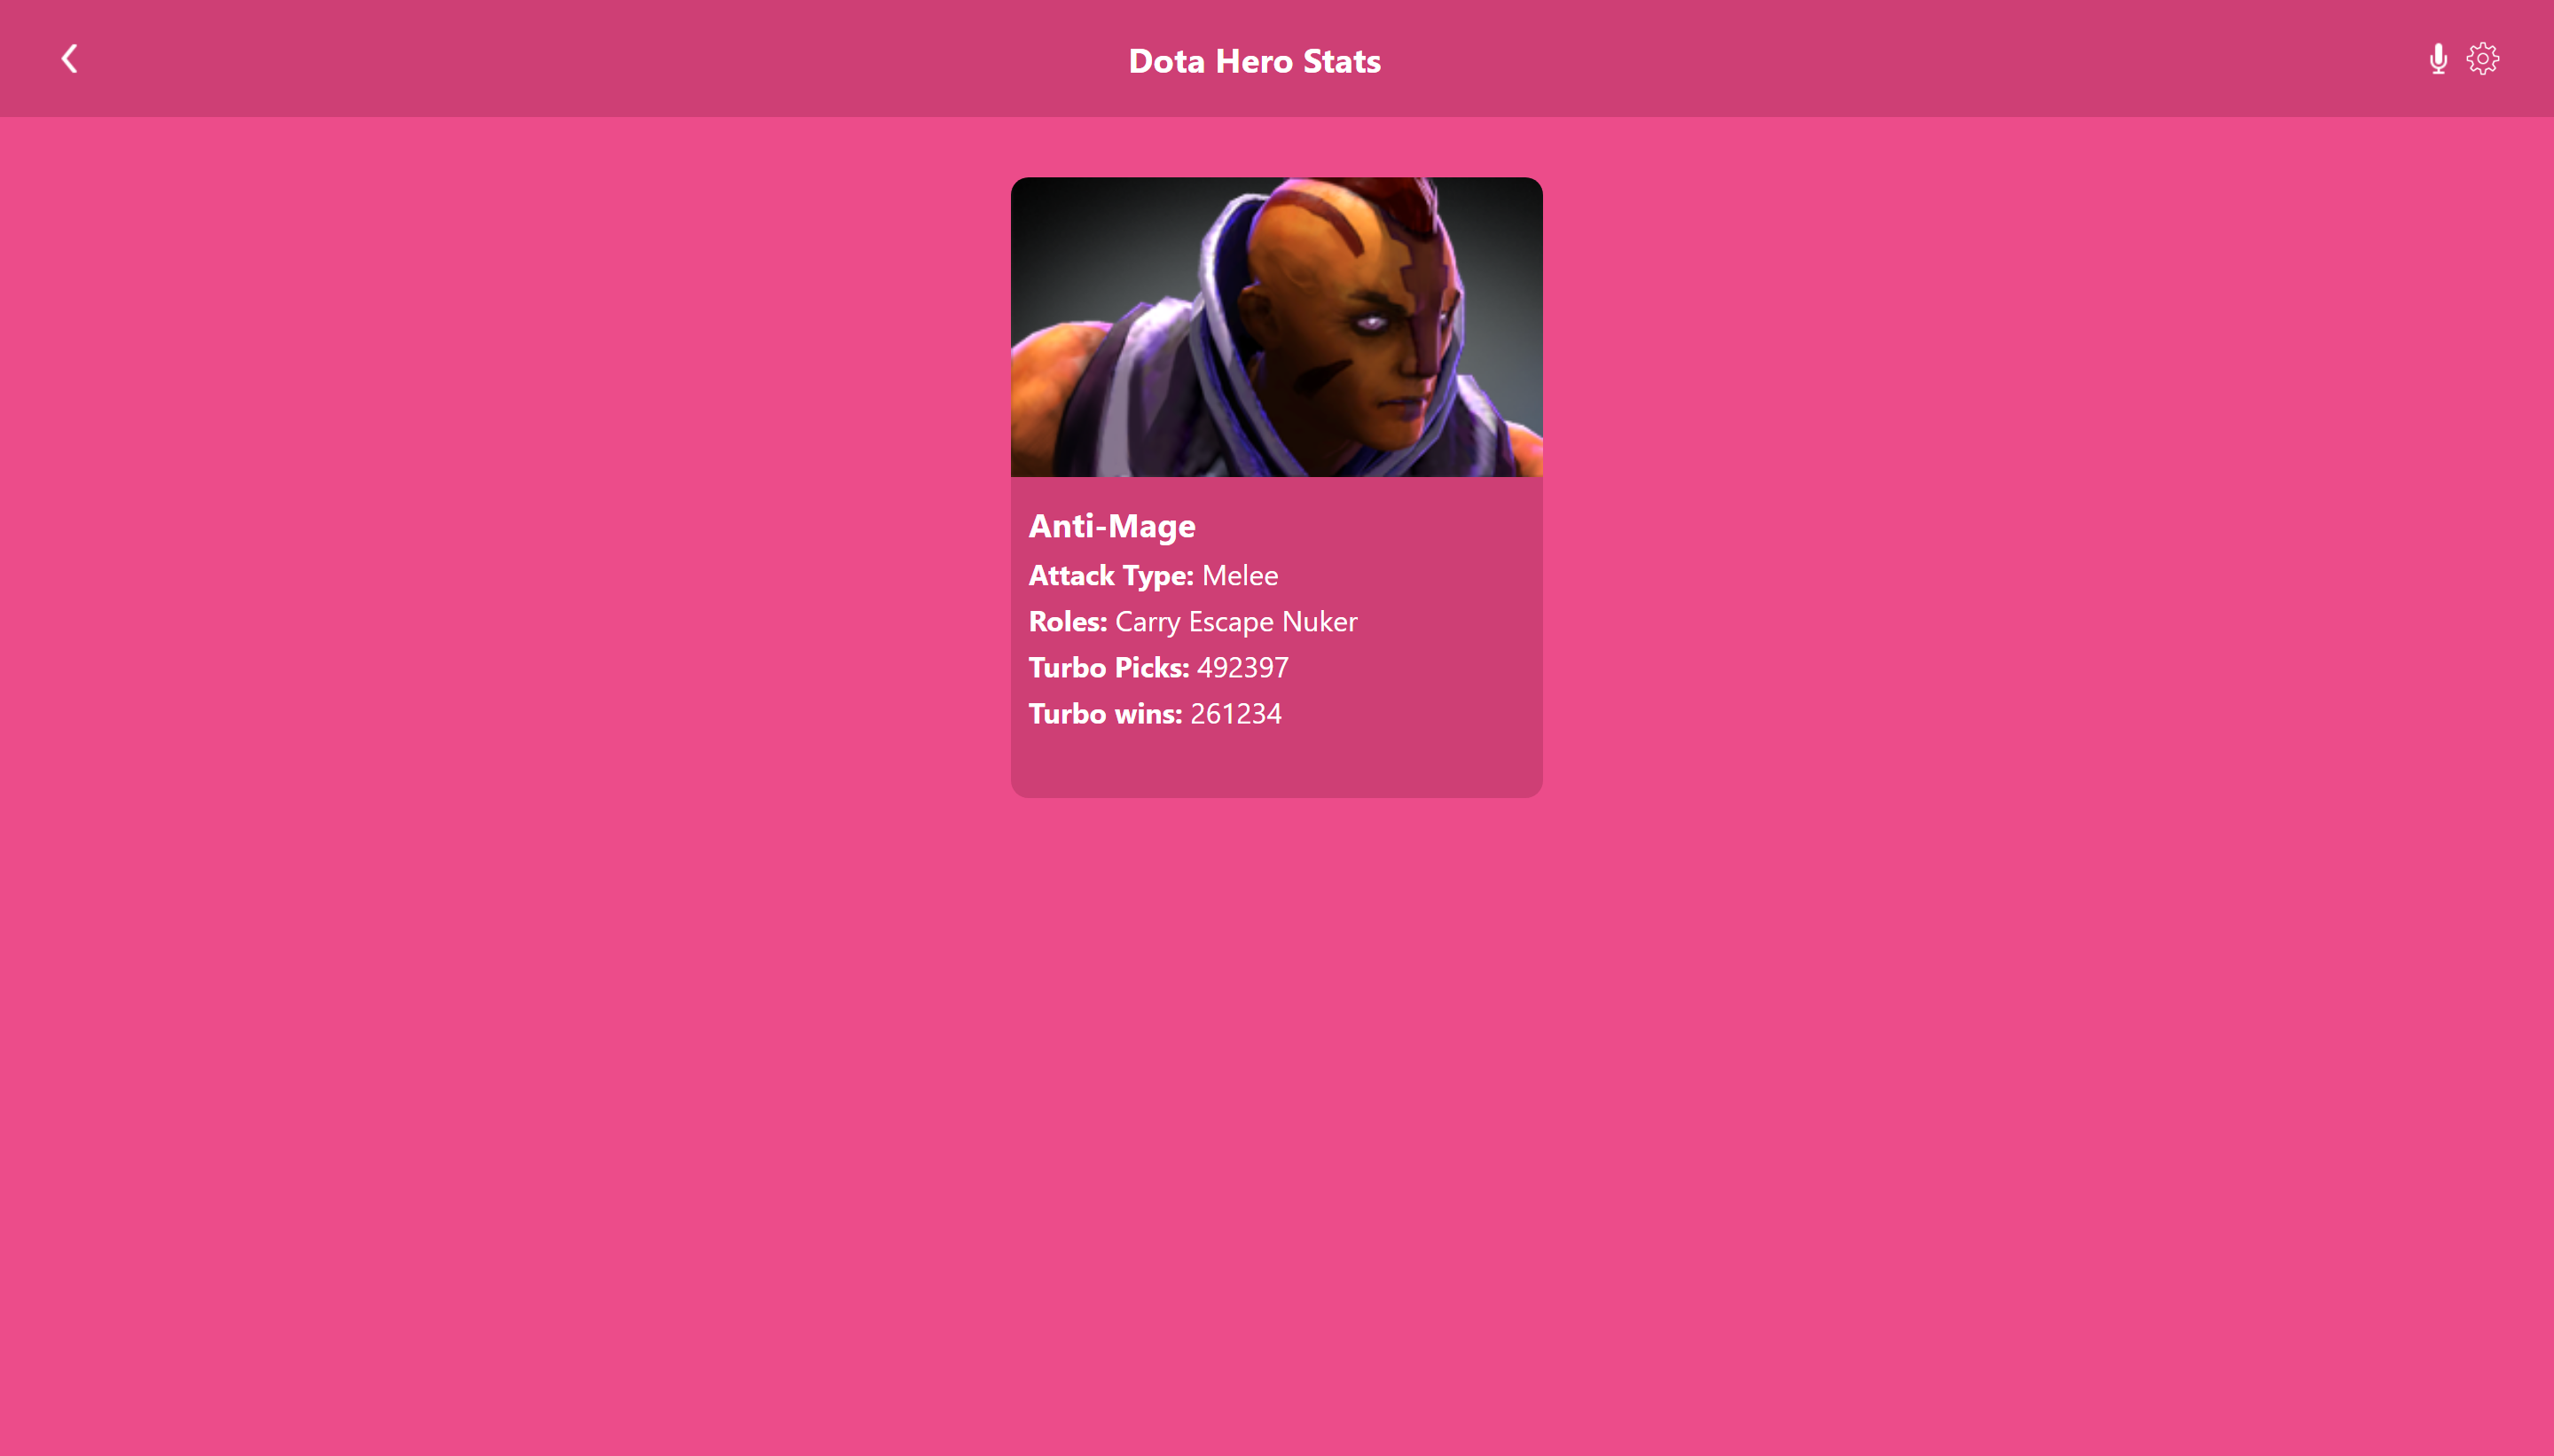 Dota Hero Stats
Anti-Mage
Attack Type: Melee
Roles: Carry Escape Nuker
Turbo Picks: 492397
Turbo wins: 261234